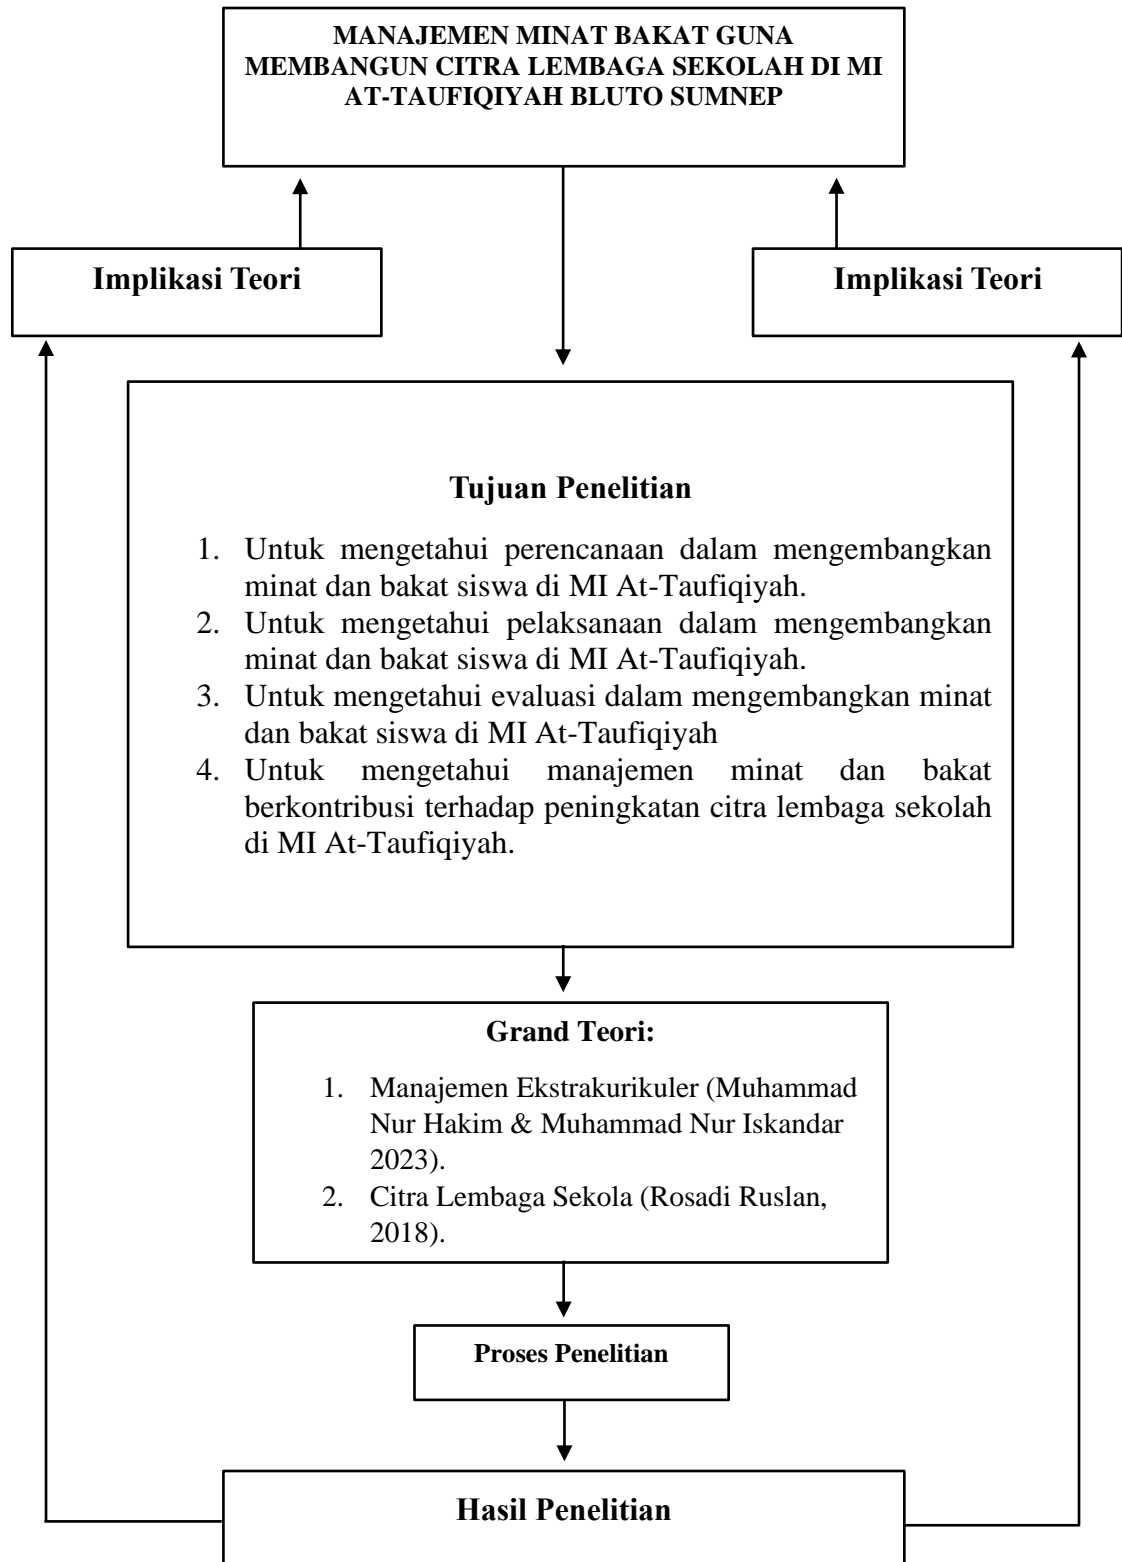 MANAJEMEN MINAT BAKAT GUNA
MEMBANGUN CITRA LEMBAGA SEKOLAH DI MI
AT-TAUFIQIYAH BLUTO SUMNEP
Implikasi Teori
Implikasi Teori
Tujuan Penelitian
1. Untuk mengetahui perencanaan dalam mengembangkan
minat dan bakat siswa di MI At-Taufiqiyah.
2. Untuk mengetahui pelaksanaan dalam mengembangkan
minat dan bakat siswa di MI At-Taufiqiyah.
3. Untuk mengetahui evaluasi dalam mengembangkan minat
dan bakat siswa di MI At-Taufiqiyah
4. Untuk mengetahui manajemen minat dan bakat
berkontribusi terhadap peningkatan citra lembaga sekolah
di MI At-Taufiqiyah.
Grand Teori:
1. Manajemen Ekstrakurikuler (Muhammad
Nur Hakim & Muhammad Nur Iskandar
2023).
2. Citra Lembaga Sekola (Rosadi Ruslan,
2018).
Proses Penelitian
Hasil Penelitian